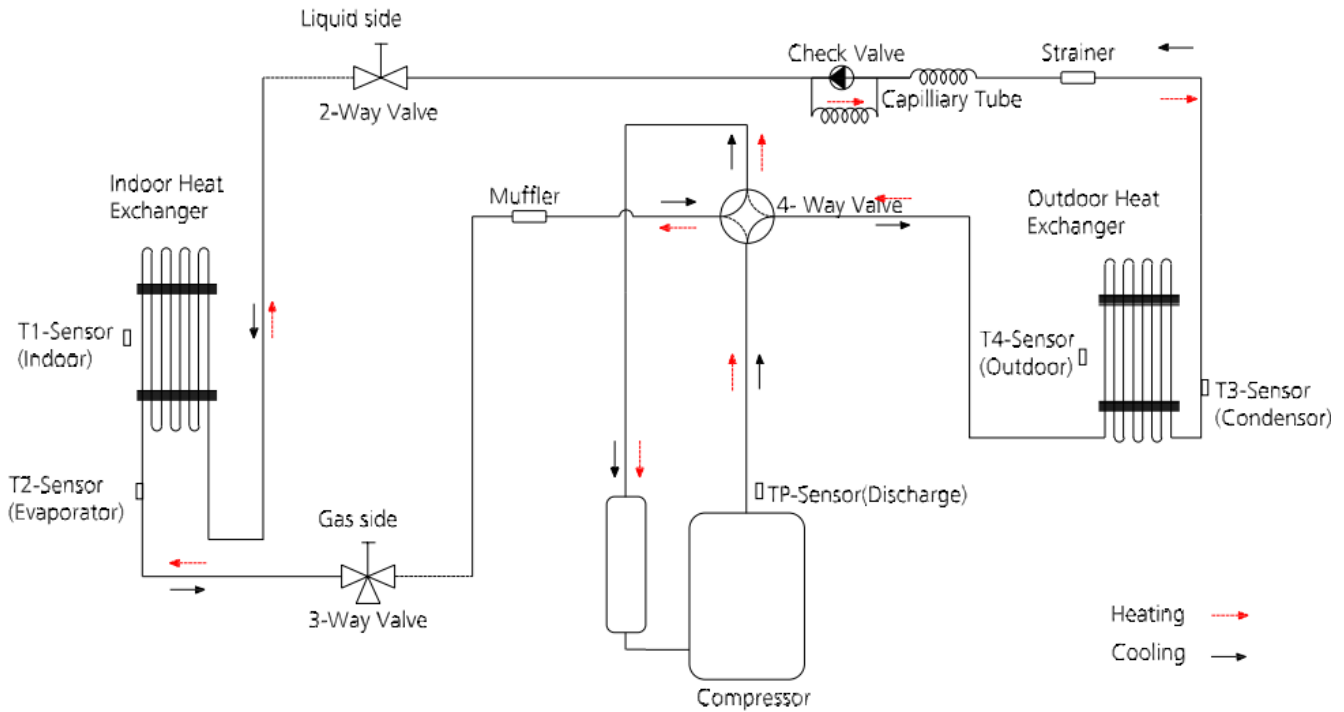 Liquid side
2-Way Valve
Check Valve
Strainer
Capilliary Tube
Indoor Heat
Exchanger
Muffler
4- Way Valve
Outdoor Heat
Exchanger
T1-Sensor
(Indoor)
T4-Sensor
(Outdoor)
T3-Sensor
(Condensor)
T2-Sensor
(Evaporator)
TP-Sensor(Discharge)
Gas side
3-Way Valve
Compressor
Heating
Cooling